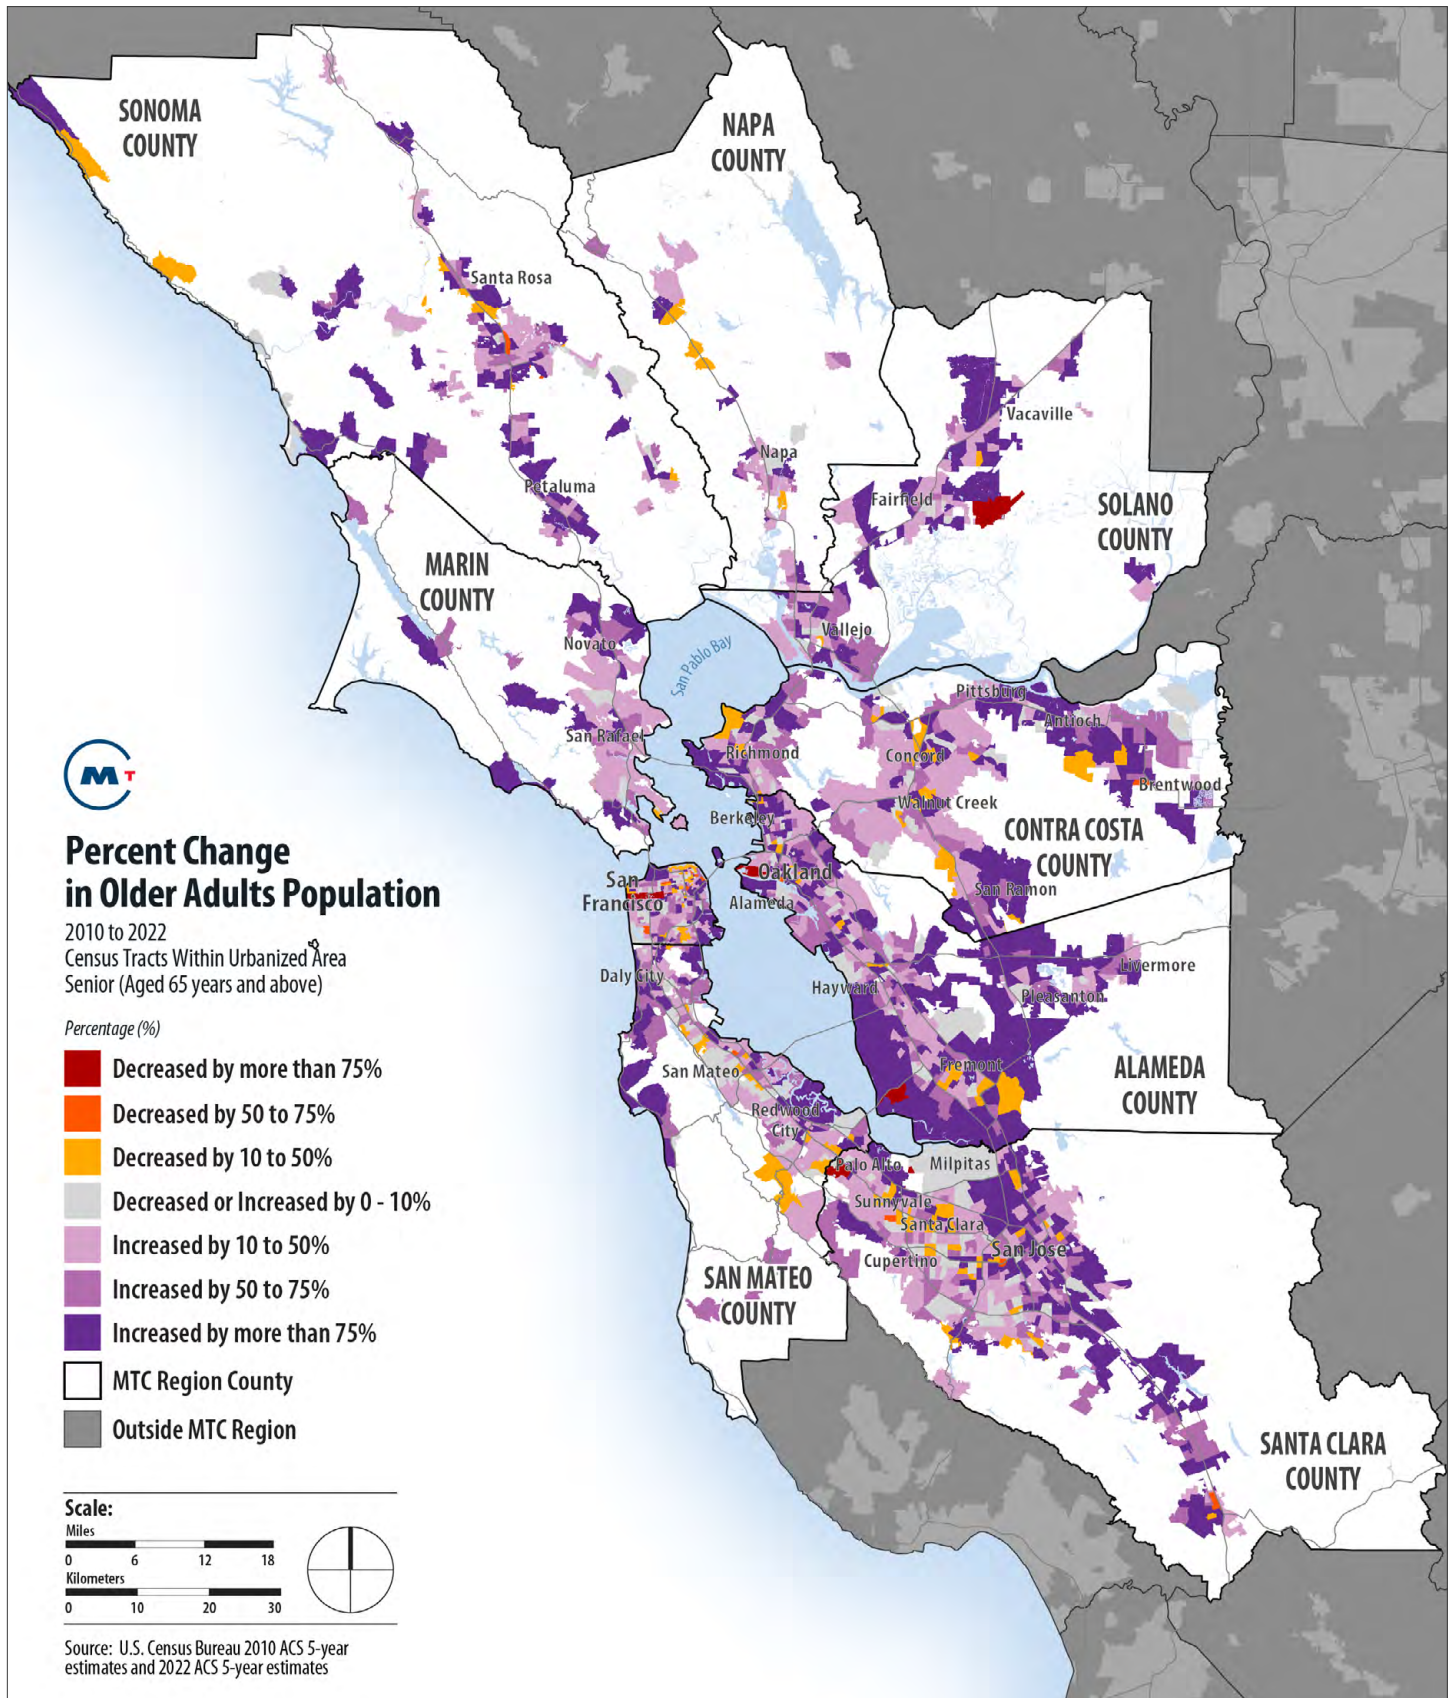 SONOMA
COUNTY
NAPA
COUNTY
Santa Rosa
Vacaville
Napa
Petaluma
Fairfield
SOLANO
COUNTY
MARIN
COUNTY
Novato
Vallejo
San Pablo Bay
Pittsburg
Antioch
San Rafael
Richmond
Concord
Brentwood
Walnut Creek
Berkeley
CONTRA COSTA
COUNTY
San
Francisco
Oakland
Alameda
San Ramon
Daly City
Hayward
Livermore
Pleasanton
San Mateo
Fremont
ALAMEDA
COUNTY
Redwood
City
Palo Alto
Milpitas
Sunnyvale
Santa Clara
San Jose
Cupertino
SAN MATEO
COUNTY
SANTA CLARA
COUNTY
M T
Percent Change
in Older Adults Population
2010 to 2022
Census Tracts Within Urbanized Area
Senior (Aged 65 years and above)
Percentage (%)
Decreased by more than 75%
Decreased by 50 to 75%
Decreased by 10 to 50%
Decreased or Increased by 0 - 10%
Increased by 10 to 50%
Increased by 50 to 75%
Increased by more than 75%
MTC Region County
Outside MTC Region
Scale:
Miles
0 6 12 18
Kilometers
0 10 20 30
Source: U.S. Census Bureau 2010 ACS 5-year
estimates and 2022 ACS 5-year estimates